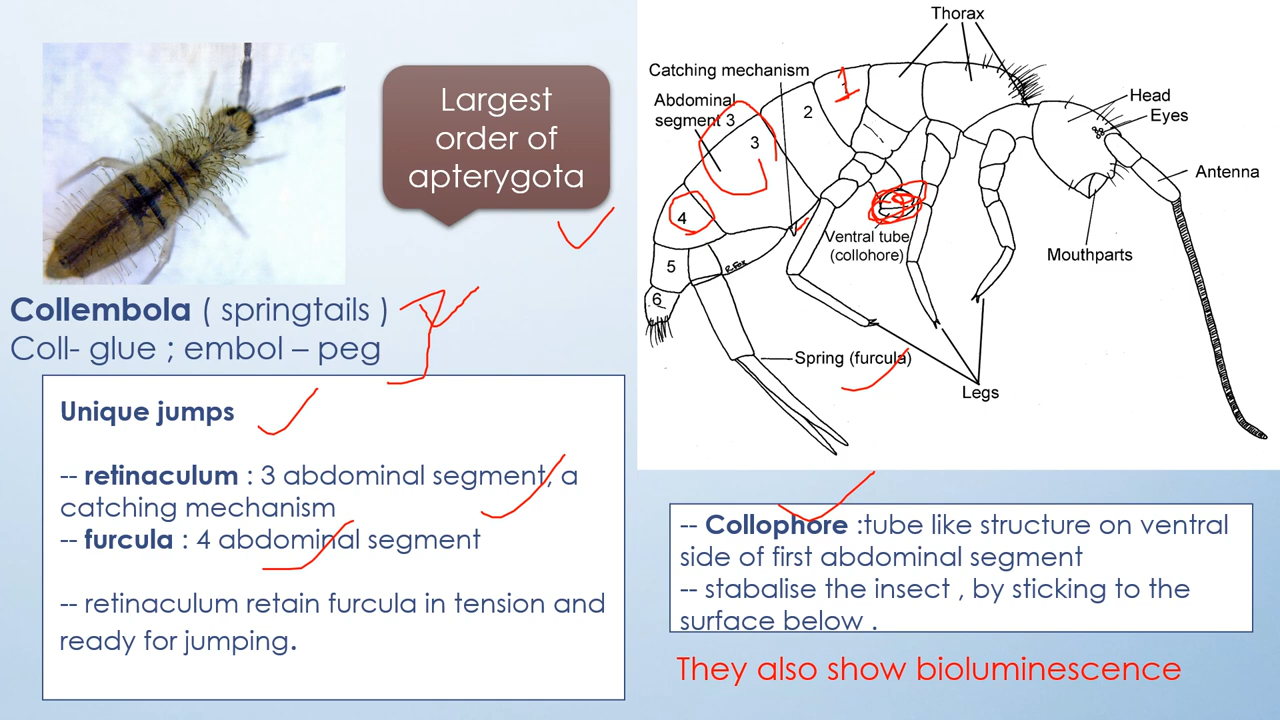 Largest
order of
apterygota
Collembola ( springtails )
Coll- glue ; embol – peg
Unique jumps
-- retinaculum : 3 abdominal segment, a
catching mechanism
-- furcula : 4 abdominal segment
-- retinaculum retain furcula in tension and
ready for jumping.
Thorax
Catching mechanism
Abdominal
segment 3
1
2
3
4
5
6
Head
Eyes
Antenna
Mouthparts
Ventral tube
(collohore)
R. Fox
Spring (furcula)
Legs
-- Collophore :tube like structure on ventral
side of first abdominal segment
-- stabalise the insect , by sticking to the
surface below .
They also show bioluminescence